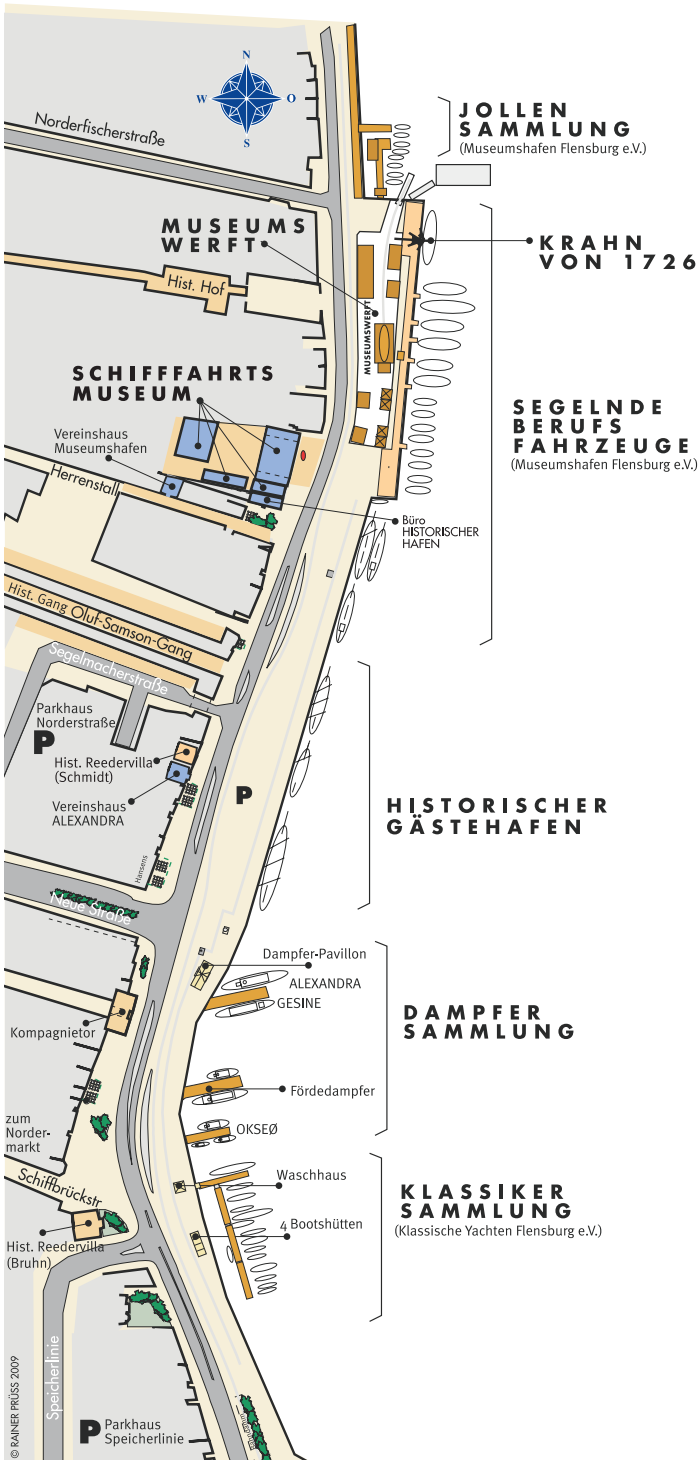 N
W
O
S
Norderfischerstraße
JOLLEN
SAMMLUNG
(Museumshafen Flensburg e.V.)
MUSEUMS
WERFT
KRAHN
VON 1726
Hist. Hof
MUSEUMSWERFT
SCHIFFFAHRTS
MUSEUM
Vereinshaus
Museumshafen
Herrenstall
SEGELNDE
BERUFS
FAHRZEUGE
(Museumshafen Flensburg e.V.)
Büro
HISTORISCHER
HAFEN
Hist. Gang Oluf-Samson-Gang
Segelmacherstraße
Parkhaus
Norderstraße
P
Hist. Reedervilla
(Schmidt)
Vereinshaus
ALEXANDRA
P
HISTORISCHER
GÄSTEHAFEN
Hansens
Neue Straße
Dampfer-Pavillon
ALEXANDRA
GESINE
DAMPFER
SAMMLUNG
Kompagnietor
Fördedampfer
zum
Norder-
markt
OKSEØ
Schiffbrückstr.
Waschhaus
KLASSIKER
SAMMLUNG
(Klassische Yachten Flensburg e.V.)
4 Bootshütten
Hist. Reedervilla
(Bruhn)
Speicherlinie
P
Parkhaus
Speicherlinie
© RAINER PRÜSS 2009